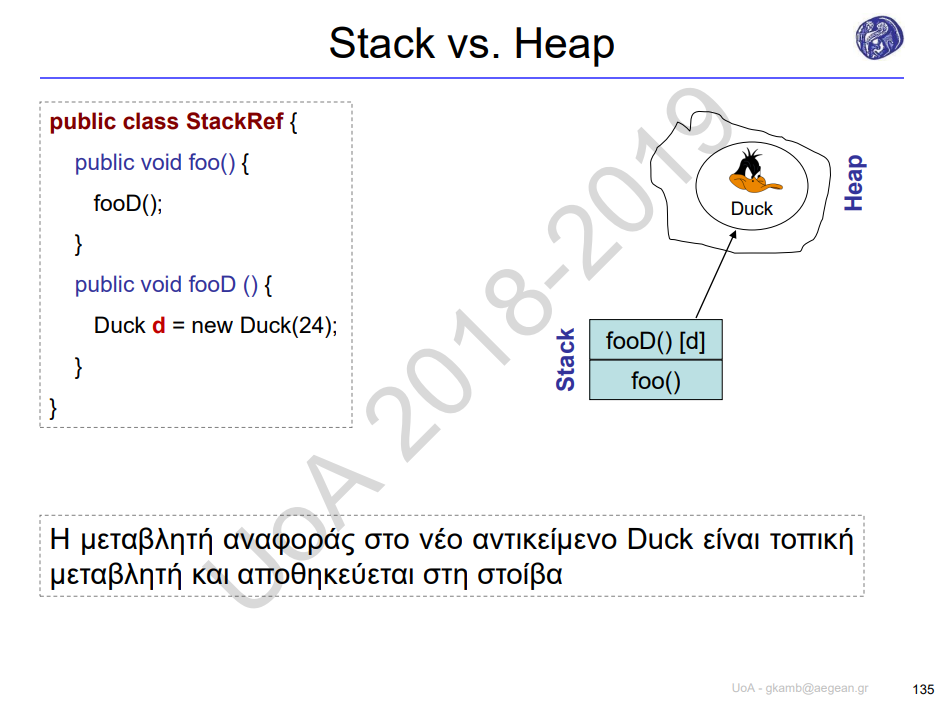 Stack vs. Heap
public class StackRef {
public void foo() {
fooD();
}
public void fooD () {
Duck d = new Duck(24);
}
}
Duck
Heap
Stack
fooD() [d]
foo()
UoA 2018-2019
Η μεταβλητή αναφοράς στο νέο αντικείμενο Duck είναι τοπική
μεταβλητή και αποθηκεύεται στη στοίβα
UoA - gkamb@aegean.gr
135